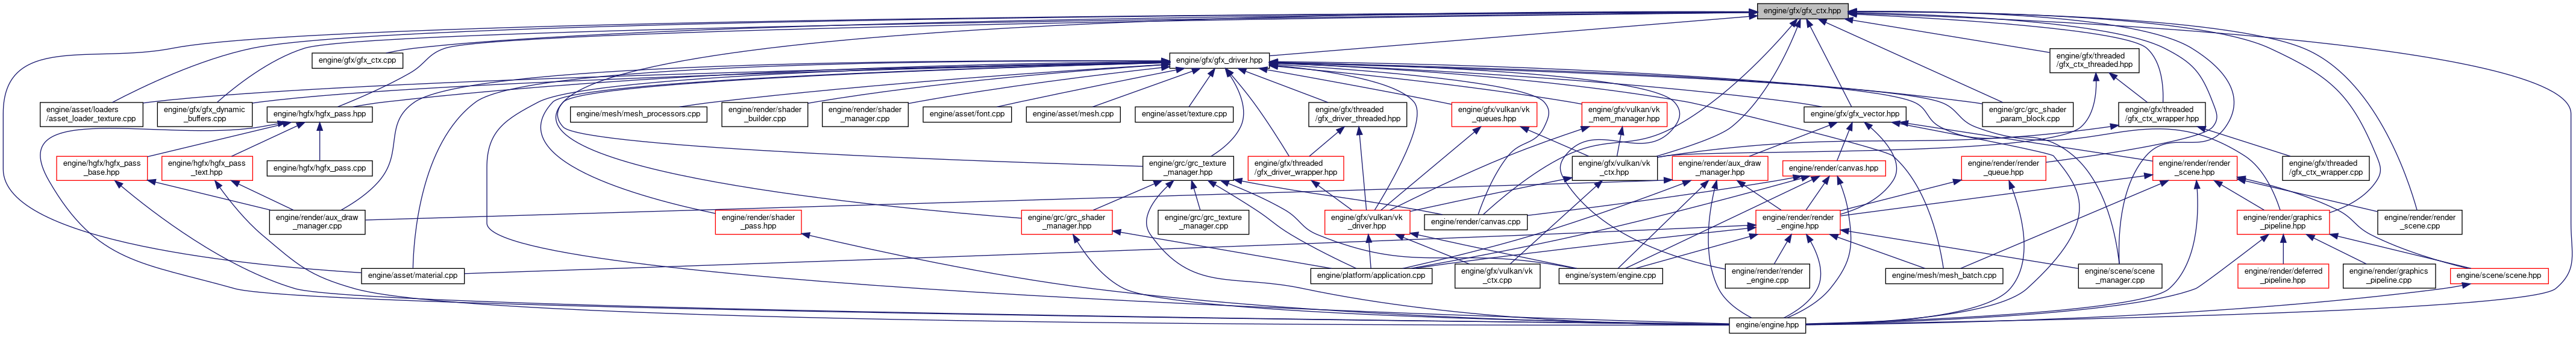 engine/gfx/gfx_ctx.hpp
engine/gfx/gfx_ctx.cpp
engine/gfx/gfx_driver.hpp
engine/gfx/threaded
/gfx_ctx_threaded.hpp
engine/asset/loaders
/asset_loader_texture.cpp
engine/gfx/gfx_dynamic
_buffers.cpp
engine/hgfx/hgfx_pass.hpp
engine/mesh/mesh_processors.cpp
engine/render/shader
_builder.cpp
engine/render/shader
_manager.cpp
engine/asset/font.cpp
engine/asset/mesh.cpp
engine/asset/texture.cpp
engine/gfx/threaded
/gfx_driver_threaded.hpp
engine/gfx/vulkan/vk
_queues.hpp
engine/gfx/vulkan/vk
_mem_manager.hpp
engine/gfx/gfx_vector.hpp
engine/grc/grc_shader
_param_block.cpp
engine/gfx/threaded
/gfx_ctx_wrapper.hpp
engine/hgfx/hgfx_pass
_base.hpp
engine/hgfx/hgfx_pass
_text.hpp
engine/hgfx/hgfx_pass.cpp
engine/grc/grc_texture
_manager.hpp
engine/gfx/threaded
/gfx_driver_wrapper.hpp
engine/gfx/vulkan/vk
_ctx.hpp
engine/render/aux_draw
_manager.hpp
engine/render/canvas.hpp
engine/render/render
_queue.hpp
engine/render/render
_scene.hpp
engine/gfx/threaded
/gfx_ctx_wrapper.cpp
engine/render/aux_draw
_manager.cpp
engine/render/shader
_pass.hpp
engine/grc/grc_shader
_manager.hpp
engine/grc/grc_texture
_manager.cpp
engine/gfx/vulkan/vk
_driver.hpp
engine/render/canvas.cpp
engine/render/render
_engine.hpp
engine/render/graphics
_pipeline.hpp
engine/render/render
_scene.cpp
engine/asset/material.cpp
engine/platform/application.cpp
engine/gfx/vulkan/vk
_ctx.cpp
engine/system/engine.cpp
engine/render/render
_engine.cpp
engine/mesh/mesh_batch.cpp
engine/scene/scene
_manager.cpp
engine/render/deferred
_pipeline.hpp
engine/render/graphics
_pipeline.cpp
engine/scene/scene.hpp
engine/engine.hpp